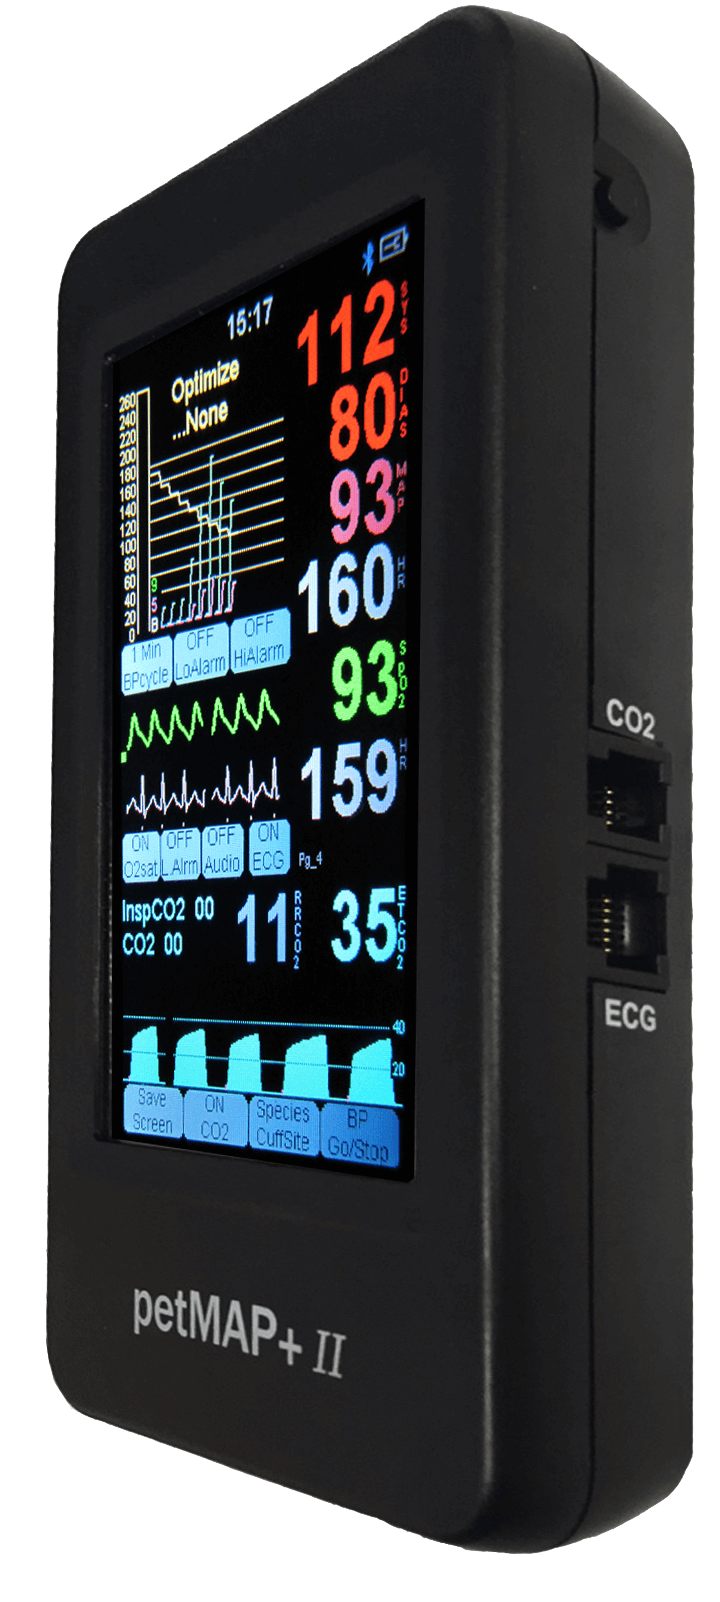 15:17
112 SYS
Optimize
...None
80 DIAS
93 MAP
260
240
220
200
180
160
140
120
100
80
60
40
20
0
9
5
B
160 HR
1 Min
BPcycle
OFF
LoAlarm
OFF
HiAlarm
93 SpO2
159 HR
ON
O2sat
OFF
L.Alrm
OFF
Audio
ON
ECG
Pg_4
InspCO2 00
CO2 00
11 RRCO2
35 ETCO2
40
20
Save
Screen
ON
CO2
Species
CuffSite
BP
Go/Stop
petMAP+ II
CO2
ECG